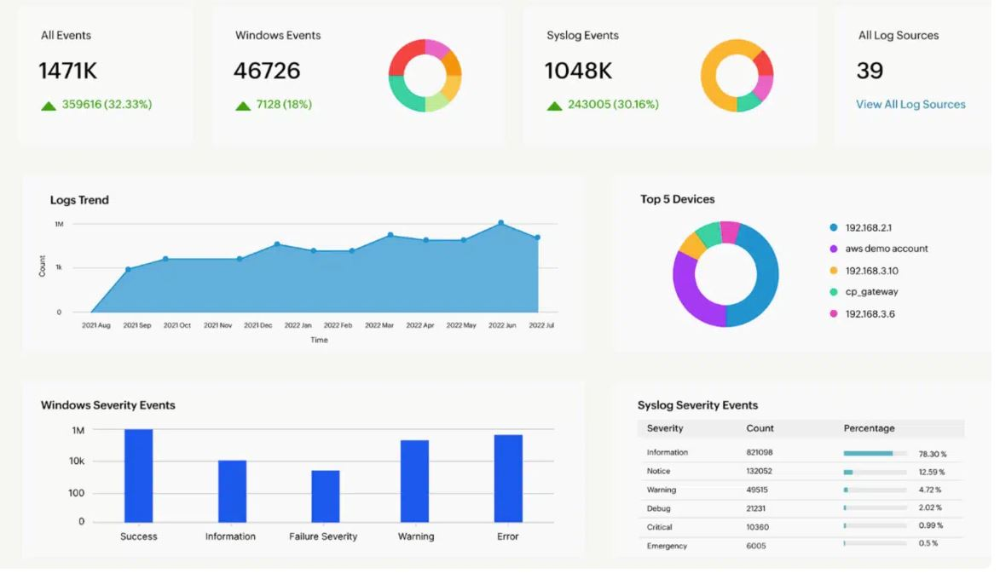 All Events
1471K
359616 (32.33%)
Windows Events
46726
7128 (18%)
Syslog Events
1048K
243005 (30.16%)
All Log Sources
39
View All Log Sources
Logs Trend
1M
1k
0
Count
2021 Aug 2021 Sep 2021 Oct 2021 Nov 2021 Dec 2022 Jan 2022 Feb 2022 Mar 2022 Apr 2022 May 2022 Jun 2022 Jul
Time
Top 5 Devices
192.168.2.1
aws demo account
192.168.3.10
cp_gateway
192.168.3.6
Windows Severity Events
1M
10k
100
0
Success Information Failure Severity Warning Error
Syslog Severity Events
Severity Count Percentage
Information 821098 78.30 %
Notice 132052 12.59 %
Warning 49515 4.72 %
Debug 21231 2.02 %
Critical 10360 0.99 %
Emergency 6005 0.5 %